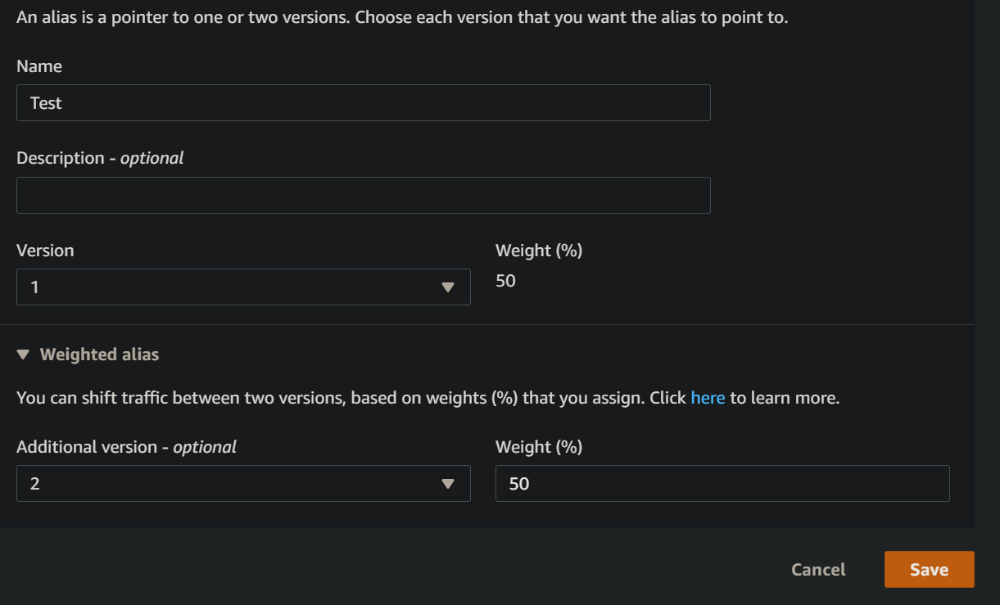 An alias is a pointer to one or two versions. Choose each version that you want the alias to point to.
Name
Test
Description - optional
Version
Weight (%)
1
50
Weighted alias
You can shift traffic between two versions, based on weights (%) that you assign. Click here to learn more.
Additional version - optional
Weight (%)
2
50
Cancel
Save